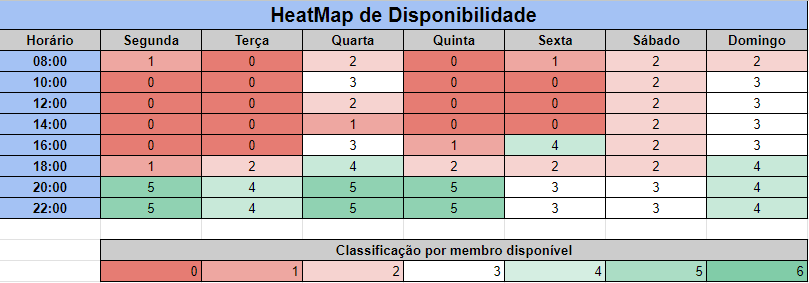 HeatMap de Disponibilidade
Horário Segunda Terça Quarta Quinta Sexta Sábado Domingo
08:00 1 0 2 0 1 2 2
10:00 0 0 3 0 0 2 3
12:00 0 0 2 0 0 2 3
14:00 0 0 1 0 0 2 3
16:00 0 0 3 1 4 2 3
18:00 1 2 4 2 2 2 4
20:00 5 4 5 5 3 3 4
22:00 5 4 5 5 3 3 4
Classificação por membro disponível
0 1 2 3 4 5 6